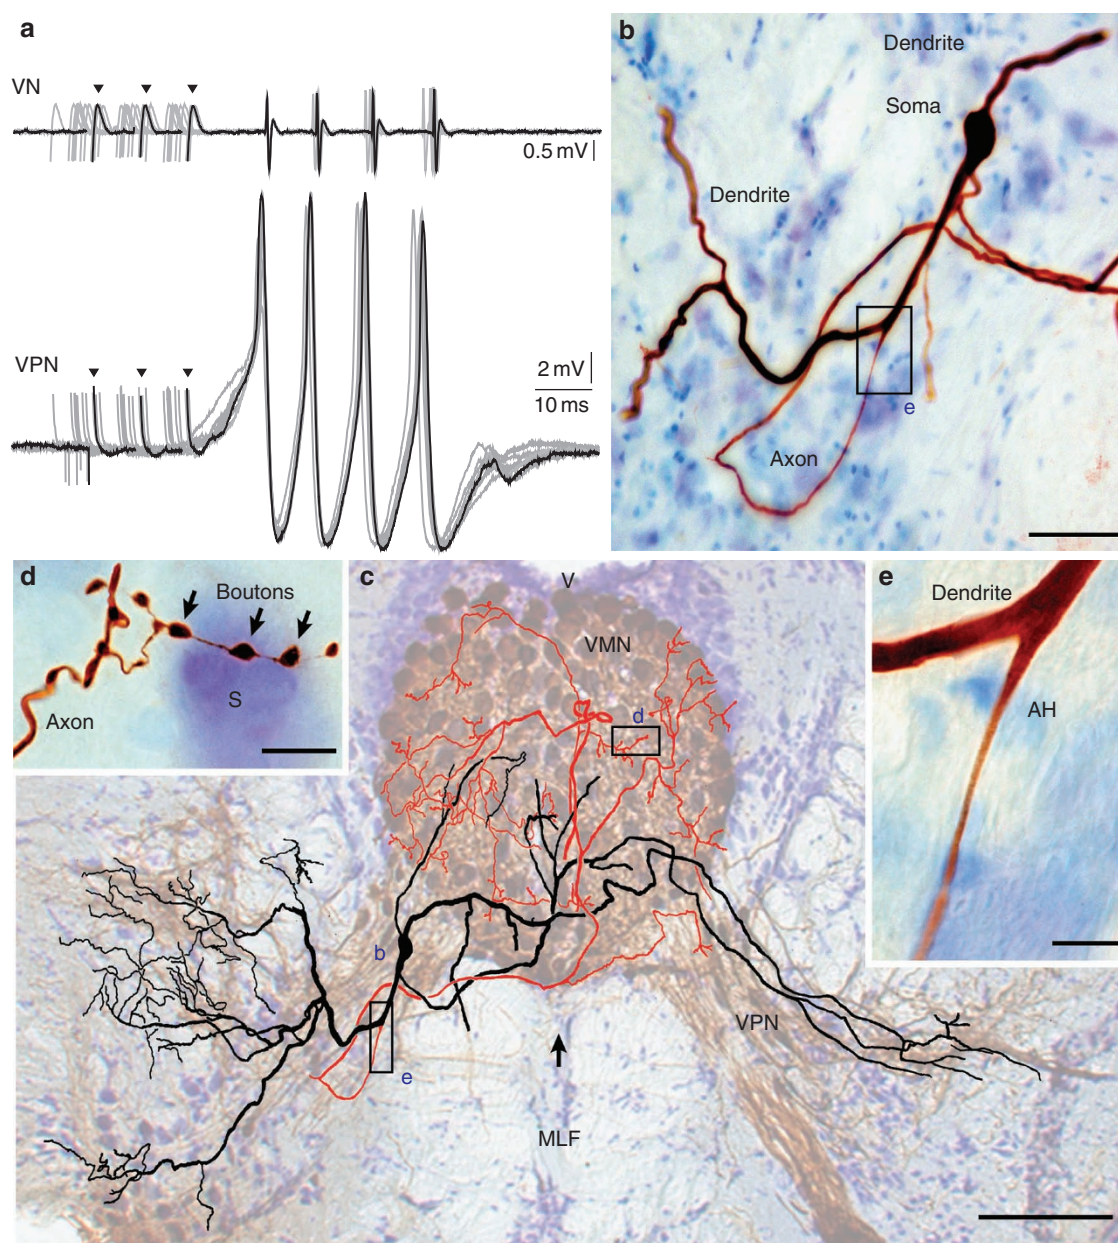 a
VN
0.5 mV
VPN
2 mV
10 ms
b
Dendrite
Soma
Dendrite
e
Axon
d
Boutons
S
Axon
c
V
VMN
d
b
VPN
e
MLF
e
Dendrite
AH